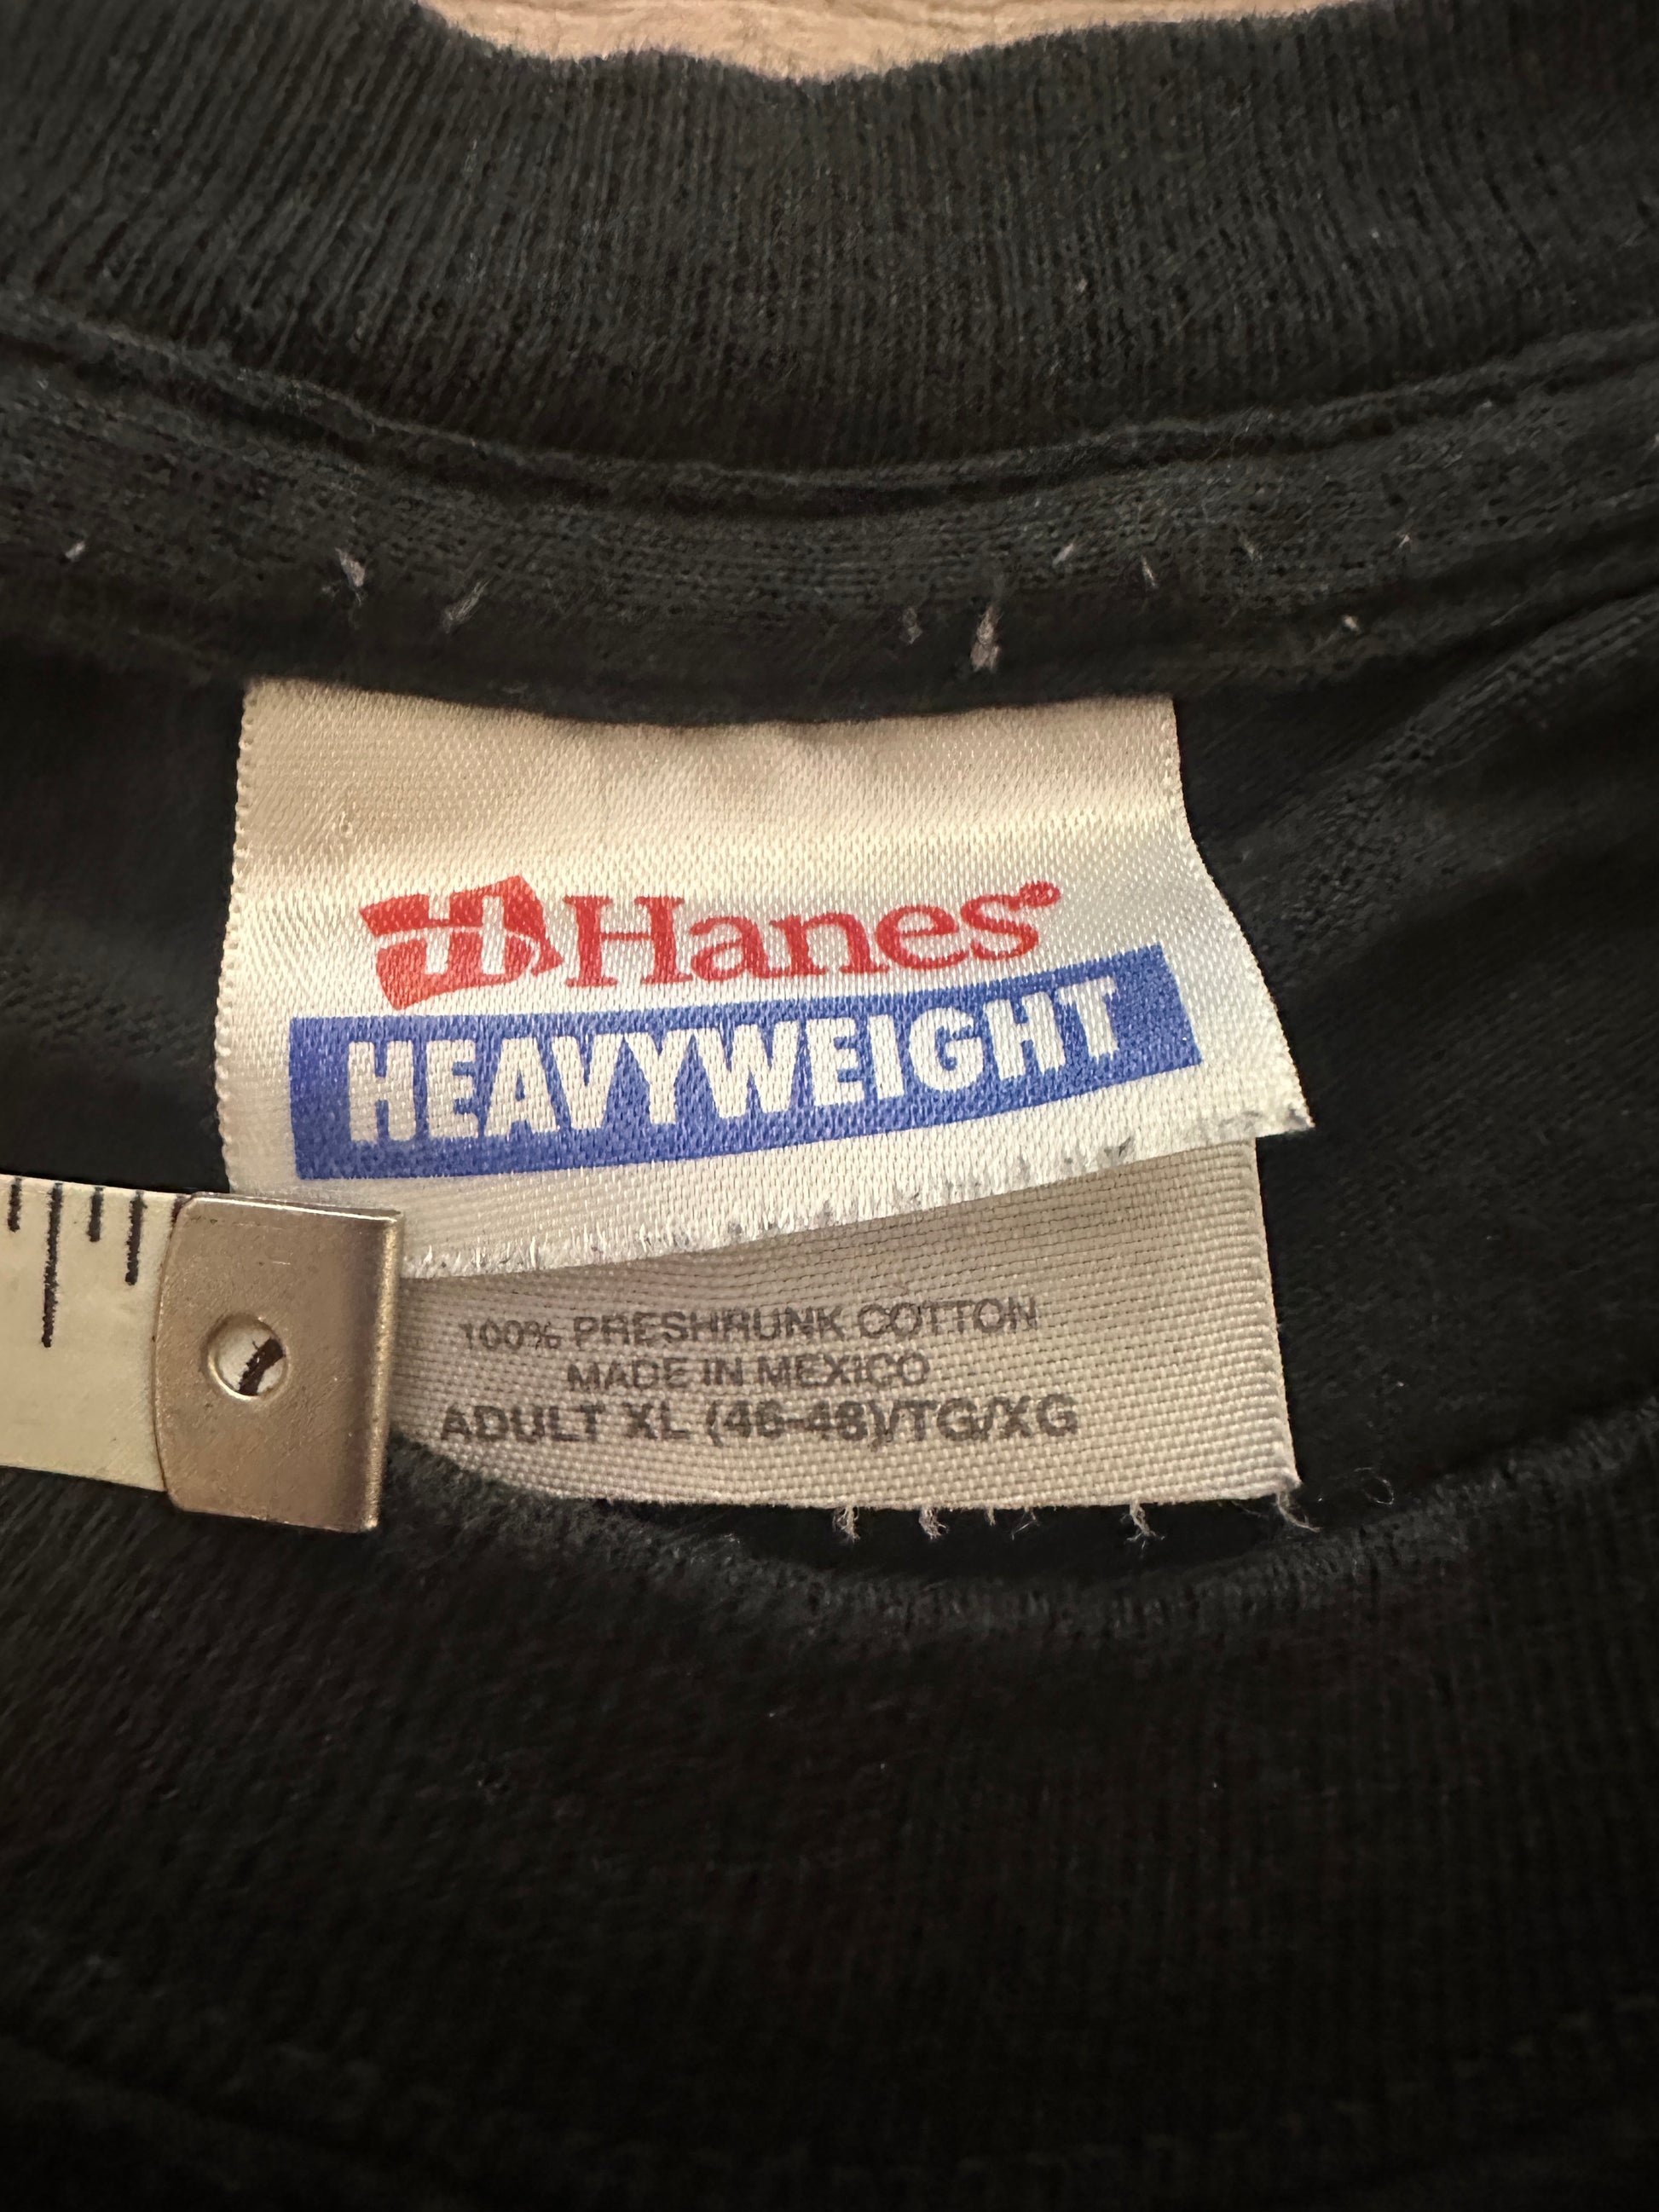 H Hanes®
HEAVYWEIGHT
100% PRESHRUNK COTTON
MADE IN MEXICO
ADULT XL (46-48)/TG/XG